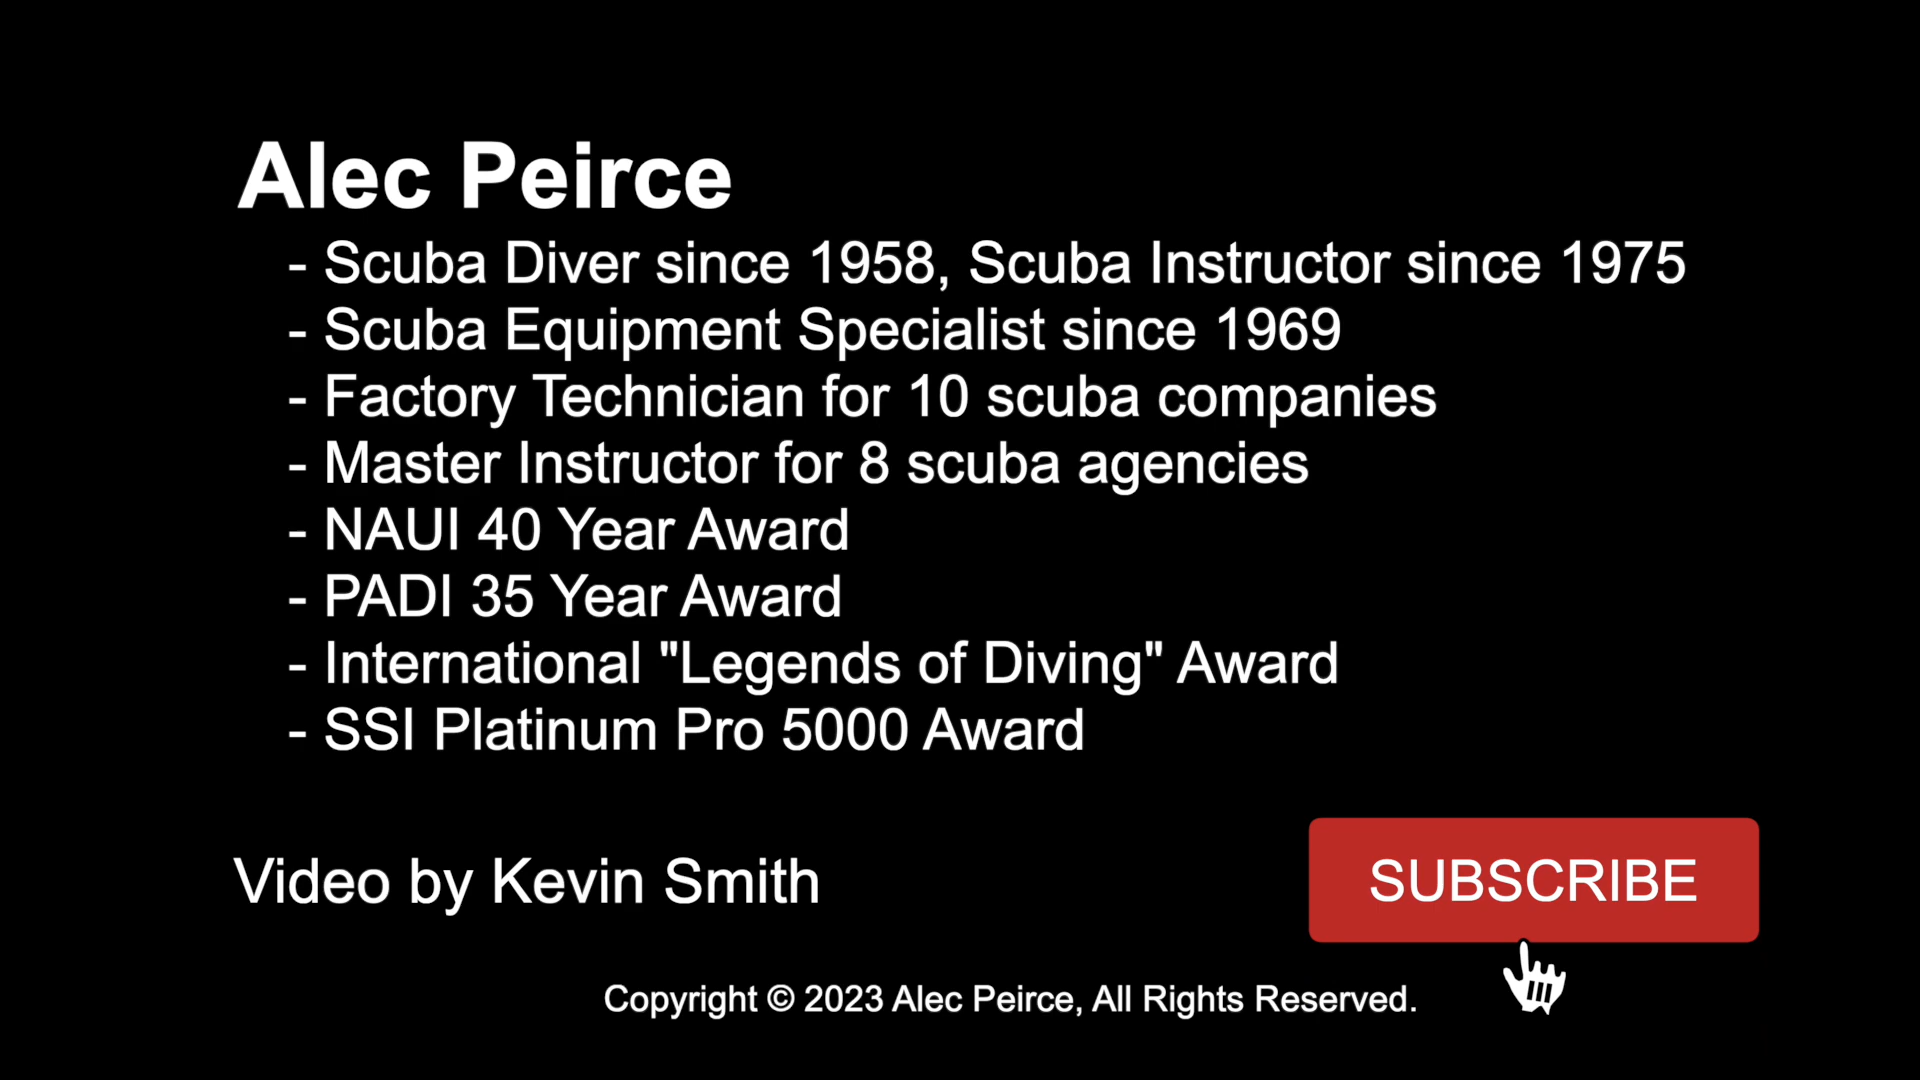 Alec Peirce
- Scuba Diver since 1958, Scuba Instructor since 1975
- Scuba Equipment Specialist since 1969
- Factory Technician for 10 scuba companies
- Master Instructor for 8 scuba agencies
- NAUI 40 Year Award
- PADI 35 Year Award
- International "Legends of Diving" Award
- SSI Platinum Pro 5000 Award
Video by Kevin Smith
SUBSCRIBE
Copyright © 2023 Alec Peirce, All Rights Reserved.